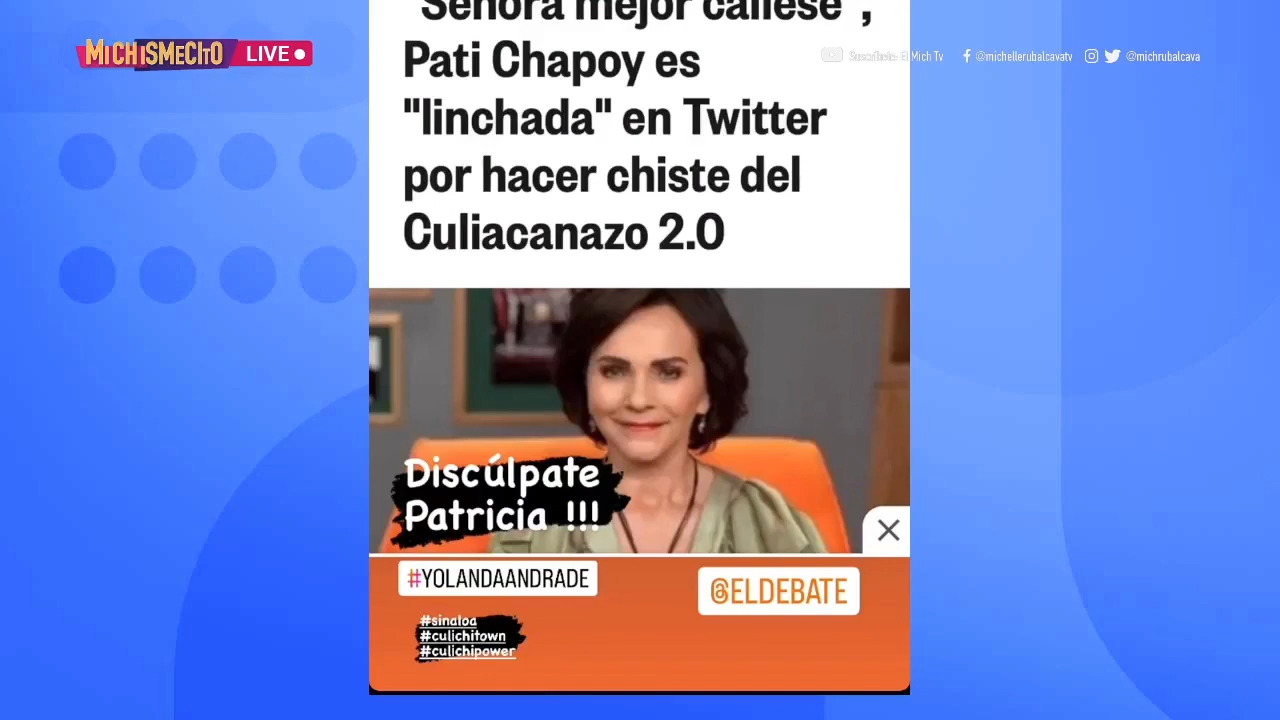 MICHISMECITO LIVE
Suscríbete a Mich Tv @michellerubalcavatv @michrubalcava
"Señora mejor cállese",
Pati Chapoy es
"linchada" en Twitter
por hacer chiste del
Culiacanazo 2.0
Discúlpate
Patricia !!!
#YOLANDAANDRADE
@ELDEBATE
#sinaloa
#culichitown
#culichipower